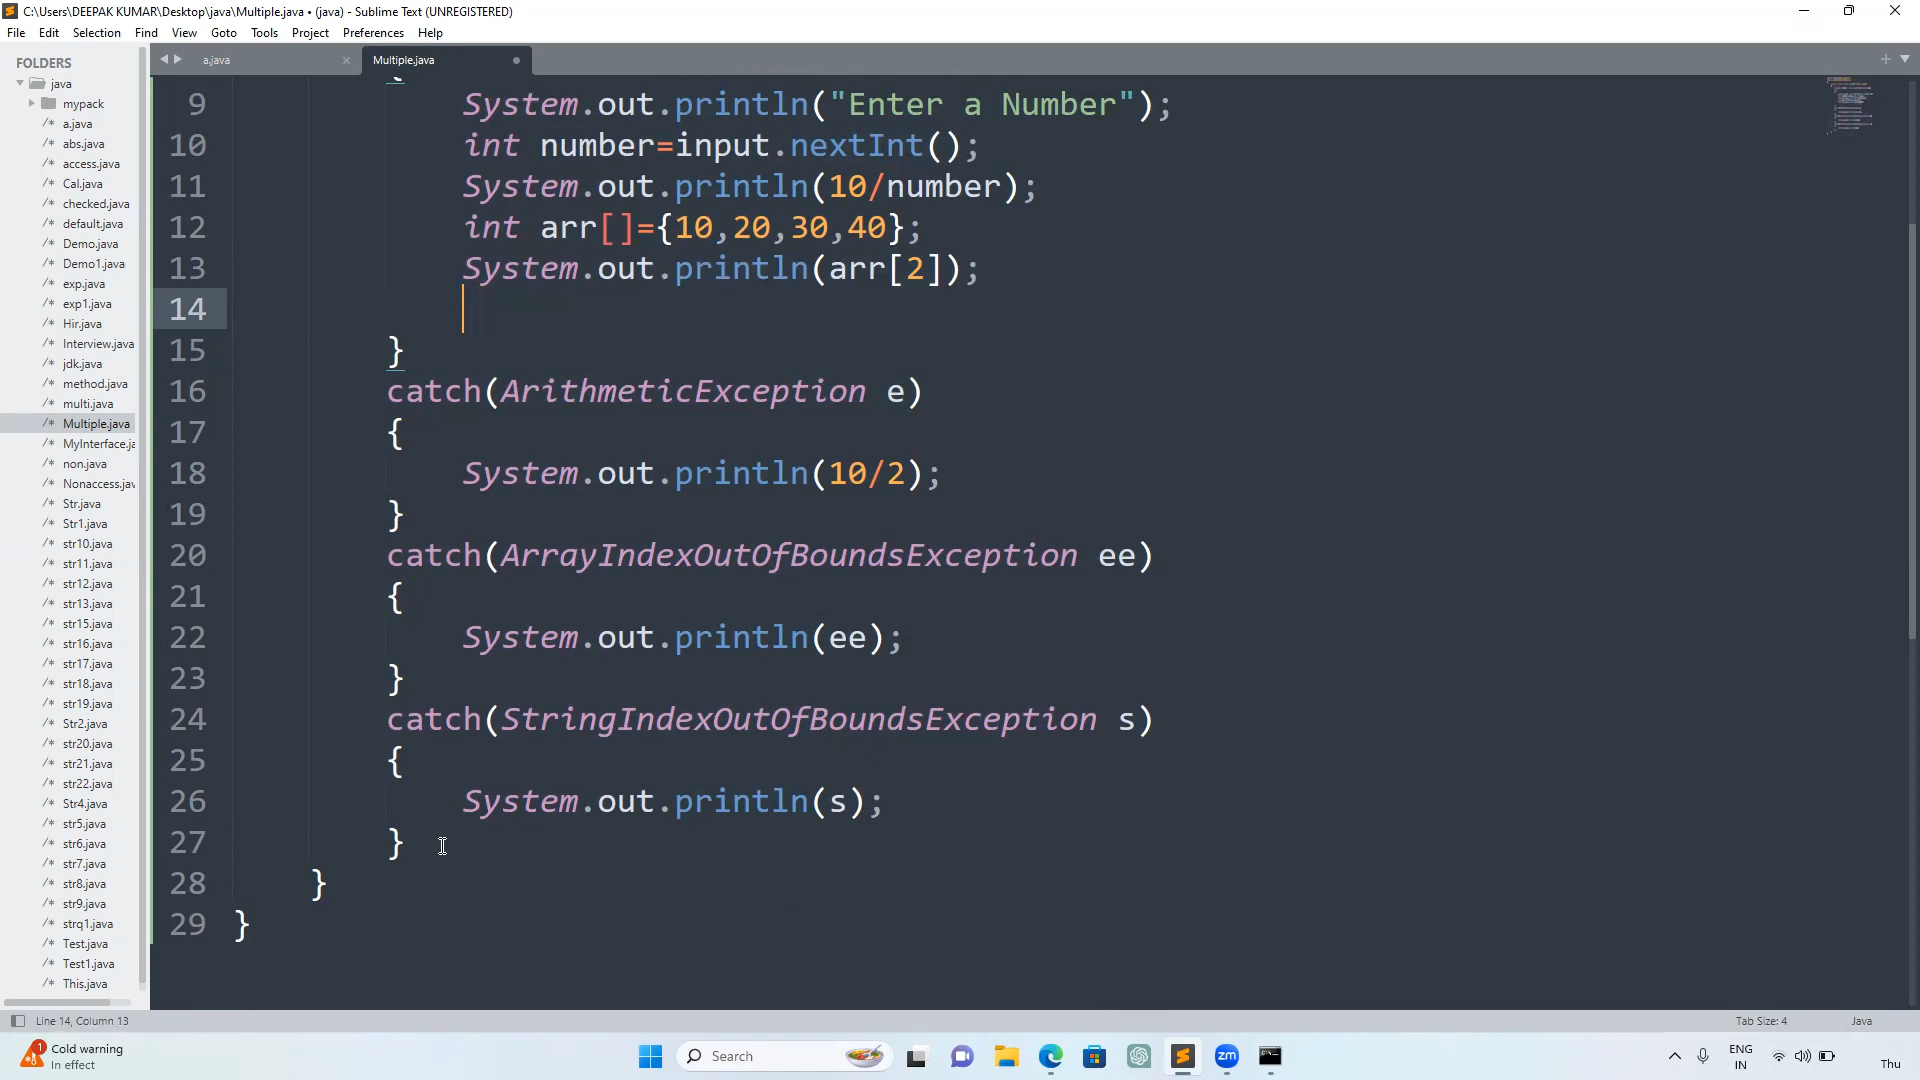 C:\Users\DEEPAK KUMAR\Desktop\java\Multiple.java • (java) - Sublime Text (UNREGISTERED)
File Edit Selection Find View Goto Tools Project Preferences Help
FOLDERS
java
mypack
a.java
abs.java
access.java
Cal.java
checked.java
default.java
Demo.java
Demo1.java
exp.java
exp1.java
Hir.java
Interview.java
jdk.java
method.java
multi.java
Multiple.java
MyInterface.ja
non.java
Nonaccess.jav
Str.java
Str1.java
str10.java
str11.java
str12.java
str13.java
str15.java
str16.java
str17.java
str18.java
str19.java
Str2.java
str20.java
str21.java
str22.java
Str4.java
str5.java
str6.java
str7.java
str8.java
str9.java
strq1.java
Test.java
Test1.java
This.java
a.java
Multiple.java
{
9 System.out.println("Enter a Number");
10 int number=input.nextInt();
11 System.out.println(10/number);
12 int arr[]={10,20,30,40};
13 System.out.println(arr[2]);
14
15 }
16 catch(ArithmeticException e)
17 {
18 System.out.println(10/2);
19 }
20 catch(ArrayIndexOutOfBoundsException ee)
21 {
22 System.out.println(ee);
23 }
24 catch(StringIndexOutOfBoundsException s)
25 {
26 System.out.println(s);
27 }
28 }
29 }
Line 14, Column 13
Tab Size: 4
Java
1
Cold warning
In effect
Search
zm
ENG
IN
Thu